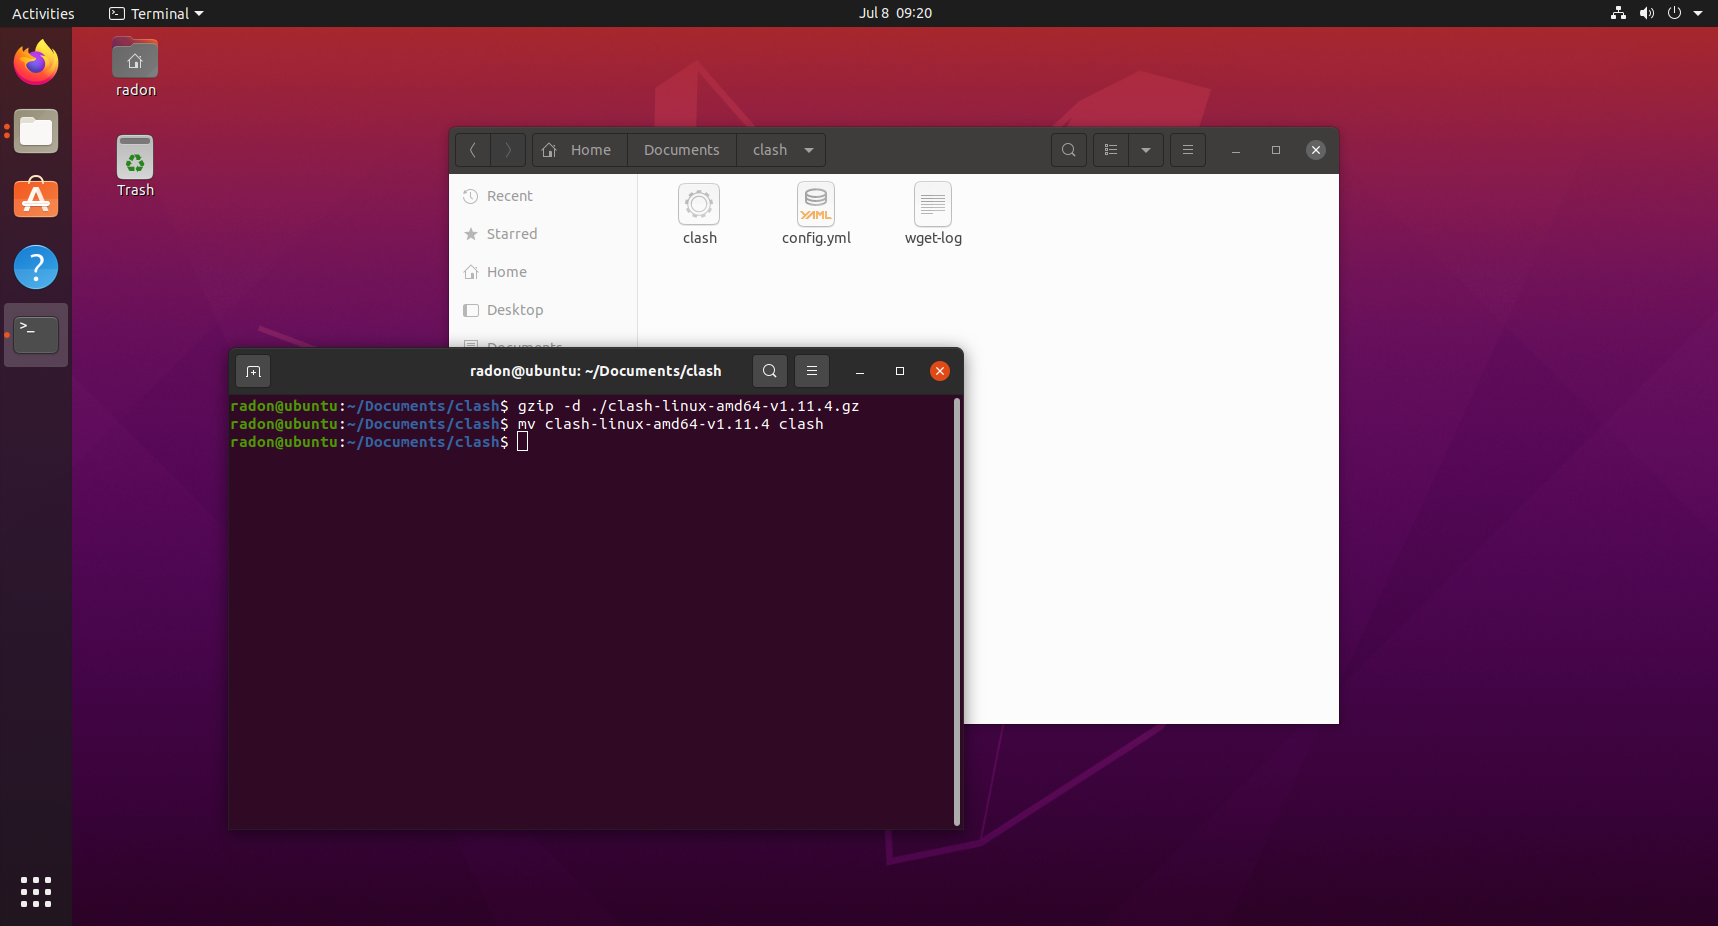 Activities
Terminal
Jul 8 09:20
radon
Trash
Home
Documents
clash
Recent
Starred
Home
Desktop
Documents
clash
YAML
config.yml
wget-log
radon@ubuntu: ~/Documents/clash
radon@ubuntu:~/Documents/clash$ gzip -d ./clash-linux-amd64-v1.11.4.gz
radon@ubuntu:~/Documents/clash$ mv clash-linux-amd64-v1.11.4 clash
radon@ubuntu:~/Documents/clash$